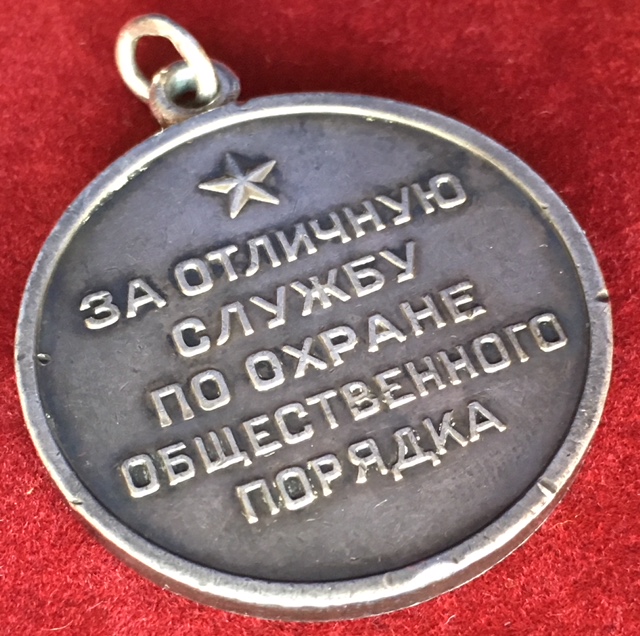 ЗА ОТЛИЧНУЮ
СЛУЖБУ
ПО ОХРАНЕ
ОБЩЕСТВЕННОГО
ПОРЯДКА